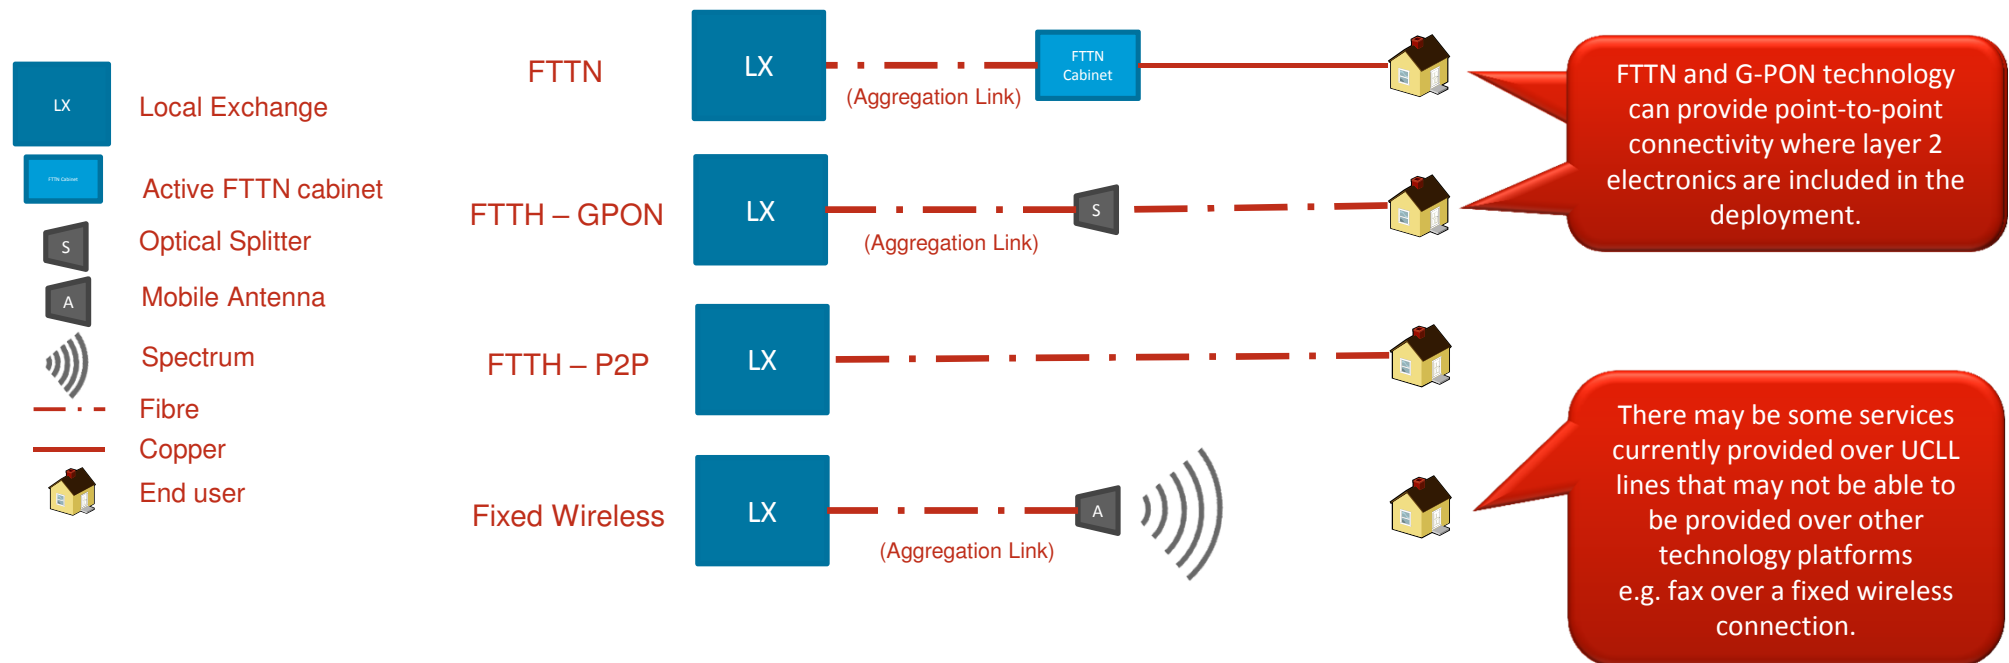 LX
Local Exchange
FTTN Cabinet
Active FTTN cabinet
S
Optical Splitter
A
Mobile Antenna
Spectrum
Fibre
Copper
End user
FTTN
LX
(Aggregation Link)
FTTN
Cabinet
FTTH – GPON
LX
(Aggregation Link)
S
FTTH – P2P
LX
Fixed Wireless
LX
(Aggregation Link)
A
FTTN and G-PON technology
can provide point-to-point
connectivity where layer 2
electronics are included in the
deployment.
There may be some services
currently provided over UCLL
lines that may not be able to
be provided over other
technology platforms
e.g. fax over a fixed wireless
connection.